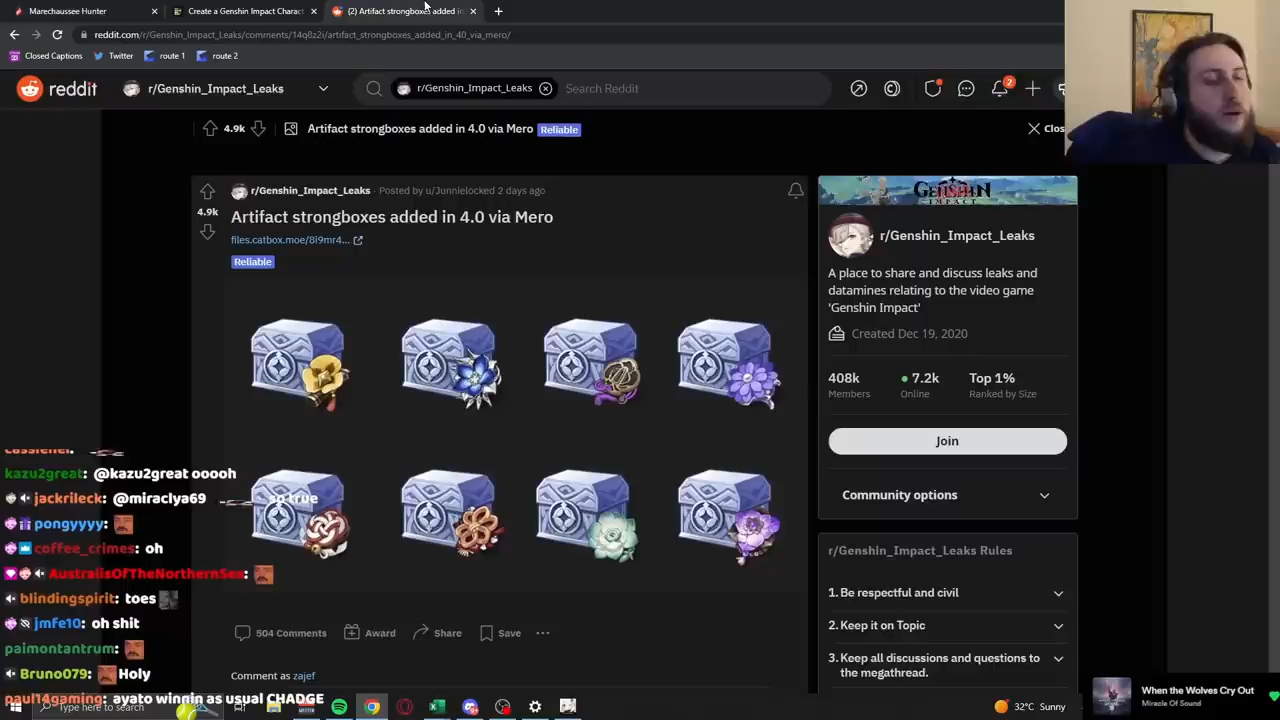 Marechaussee Hunter
Create a Genshin Impact Charact
(2) Artifact strongboxes added in
reddit.com/r/Genshin_Impact_Leaks/comments/14q8z2i/artifact_strongboxes_added_in_40_via_mero/
Closed Captions
Twitter
route 1
route 2
reddit
r/Genshin_Impact_Leaks
r/Genshin_Impact_Leaks
Search Reddit
2
4.9k
Artifact strongboxes added in 4.0 via Mero
Reliable
Clos
r/Genshin_Impact_Leaks · Posted by u/Junnielocked 2 days ago
4.9k
Artifact strongboxes added in 4.0 via Mero
files.catbox.moe/8i9mr4...
Reliable
GENSHIN
IMPACT
r/Genshin_Impact_Leaks
A place to share and discuss leaks and
datamines relating to the video game
'Genshin Impact'
Created Dec 19, 2020
408k
7.2k
Top 1%
Members
Online
Ranked by Size
Join
Community options
r/Genshin_Impact_Leaks Rules
1. Be respectful and civil
2. Keep it on Topic
3. Keep all discussions and questions to
the megathread.
504 Comments
Award
Share
Save
Comment as zajef
kazu2great: @kazu2great ooooh
jackrileck: @miraclya69 so true
pongyyyy:
coffee_crimes: oh
AustralisOfTheNorthernSea:
blindingspirit: toes
jmfe10: oh shit
paimontantrum:
Bruno079: Holy
paul14gaming: ayato winnin as usual CHADGE
Type here to search
32°C Sunny
When the Wolves Cry Out
Miracle Of Sound